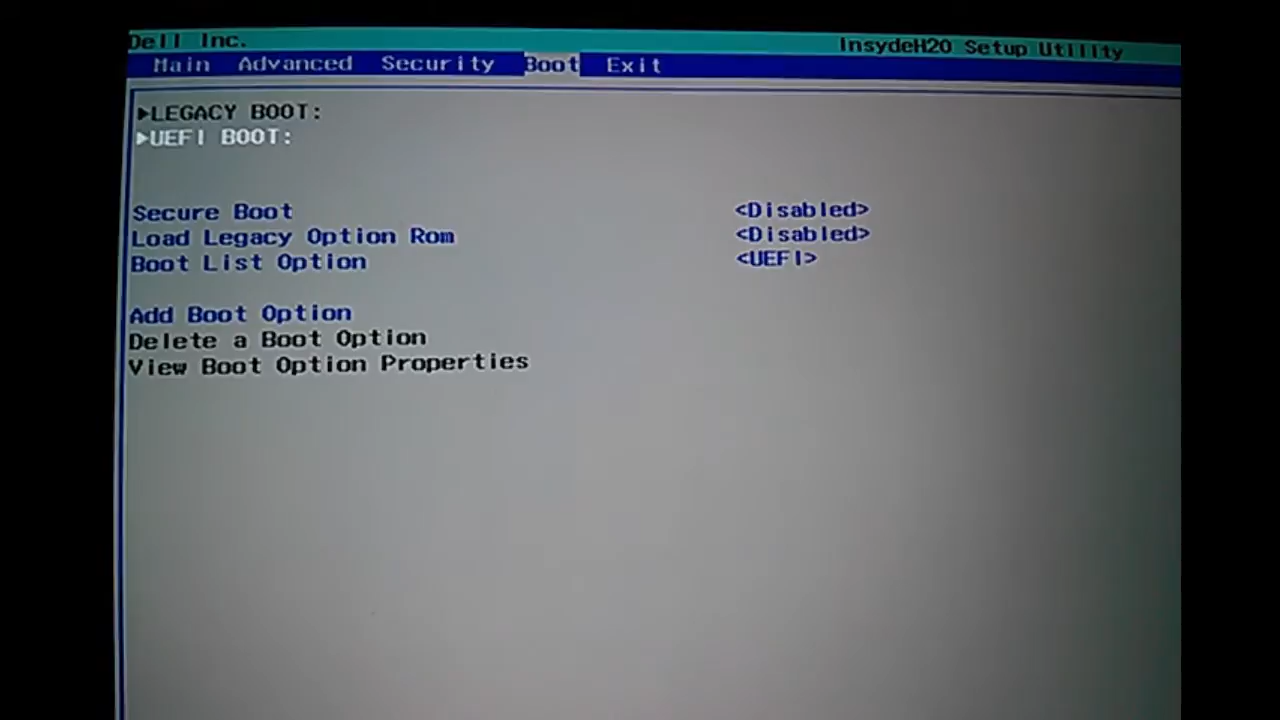 Dell Inc.
InsydeH20 Setup Utility
Main Advanced Security Boot Exit
▶LEGACY BOOT:
▶UEFI BOOT:
Secure Boot <Disabled>
Load Legacy Option Rom <Disabled>
Boot List Option <UEFI>
Add Boot Option
Delete a Boot Option
View Boot Option Properties